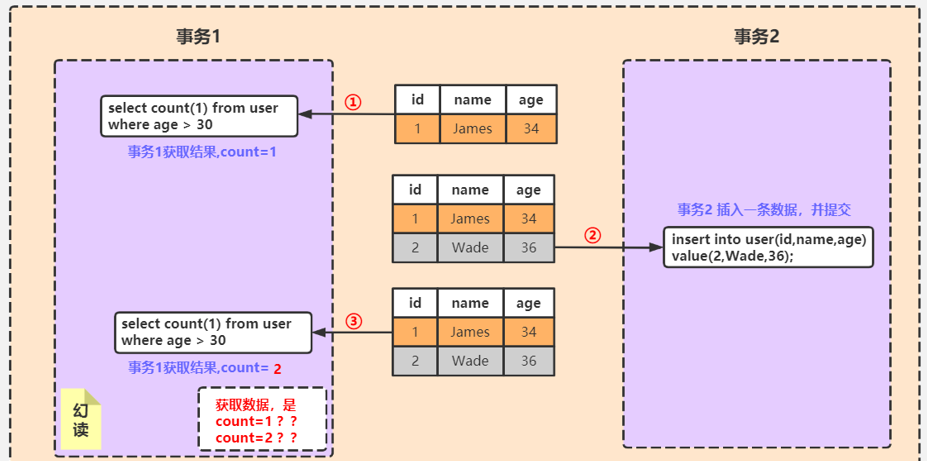 事务1
事务2
select count(1) from user
where age > 30
事务1获取结果,count=1
①
id name age
1 James 34
id name age
1 James 34
2 Wade 36
②
事务2 插入一条数据，并提交
insert into user(id,name,age)
value(2,Wade,36);
select count(1) from user
where age > 30
事务1获取结果,count= 2
③
id name age
1 James 34
2 Wade 36
幻
读
获取数据，是
count=1？？
count=2？？